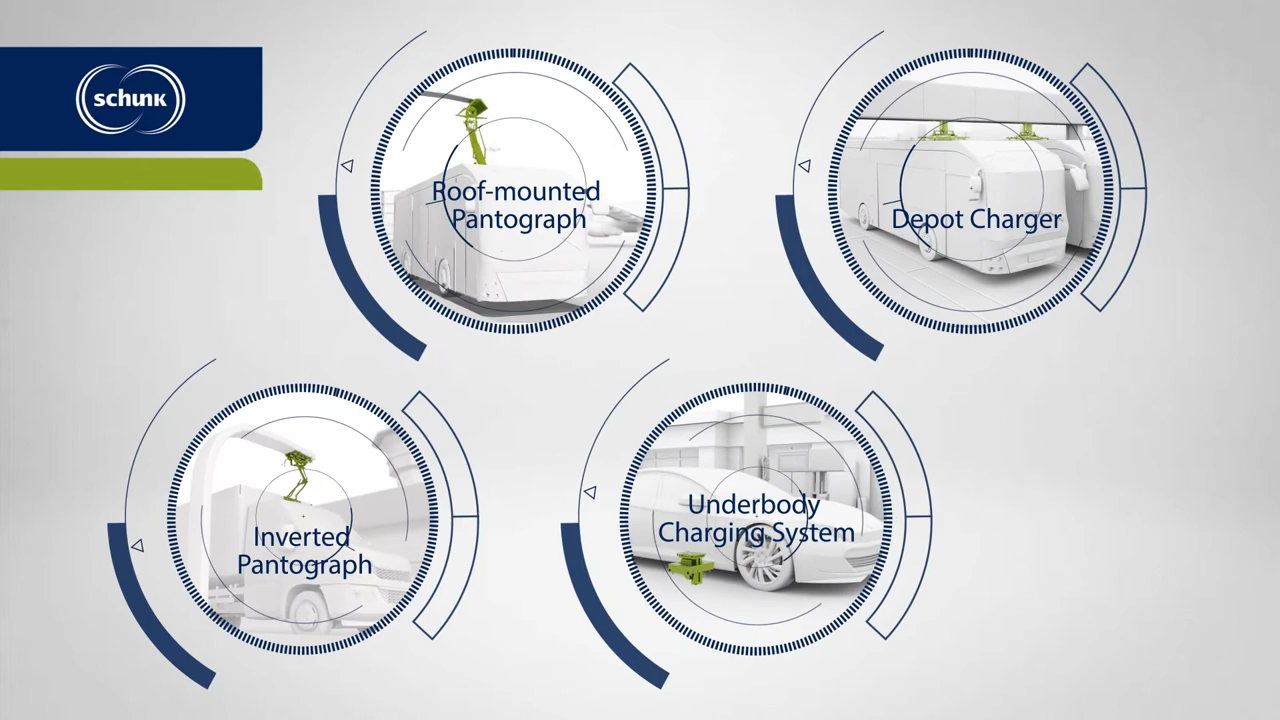 schunk
Roof-mounted
Pantograph
Depot Charger
Inverted
Pantograph
Underbody
Charging System